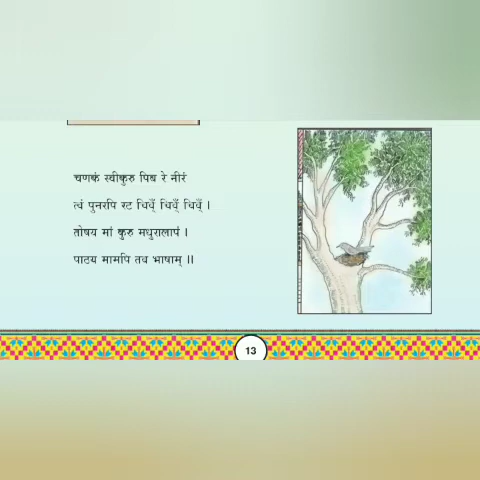 चणकं स्वीकुरु पिब रे नीरं
त्वं पुनरपि रट चिव्ँ चिव्ँ चिव्ँ ।
तोषय मां कुरु मधुरालापं ।
पाठय मामपि तव भाषाम् ॥
13